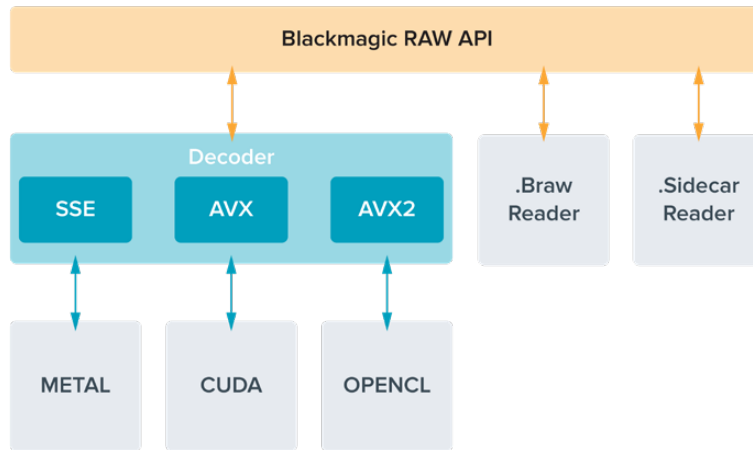 Blackmagic RAW API
Decoder
SSE
AVX
AVX2
.Braw
Reader
.Sidecar
Reader
METAL
CUDA
OPENCL